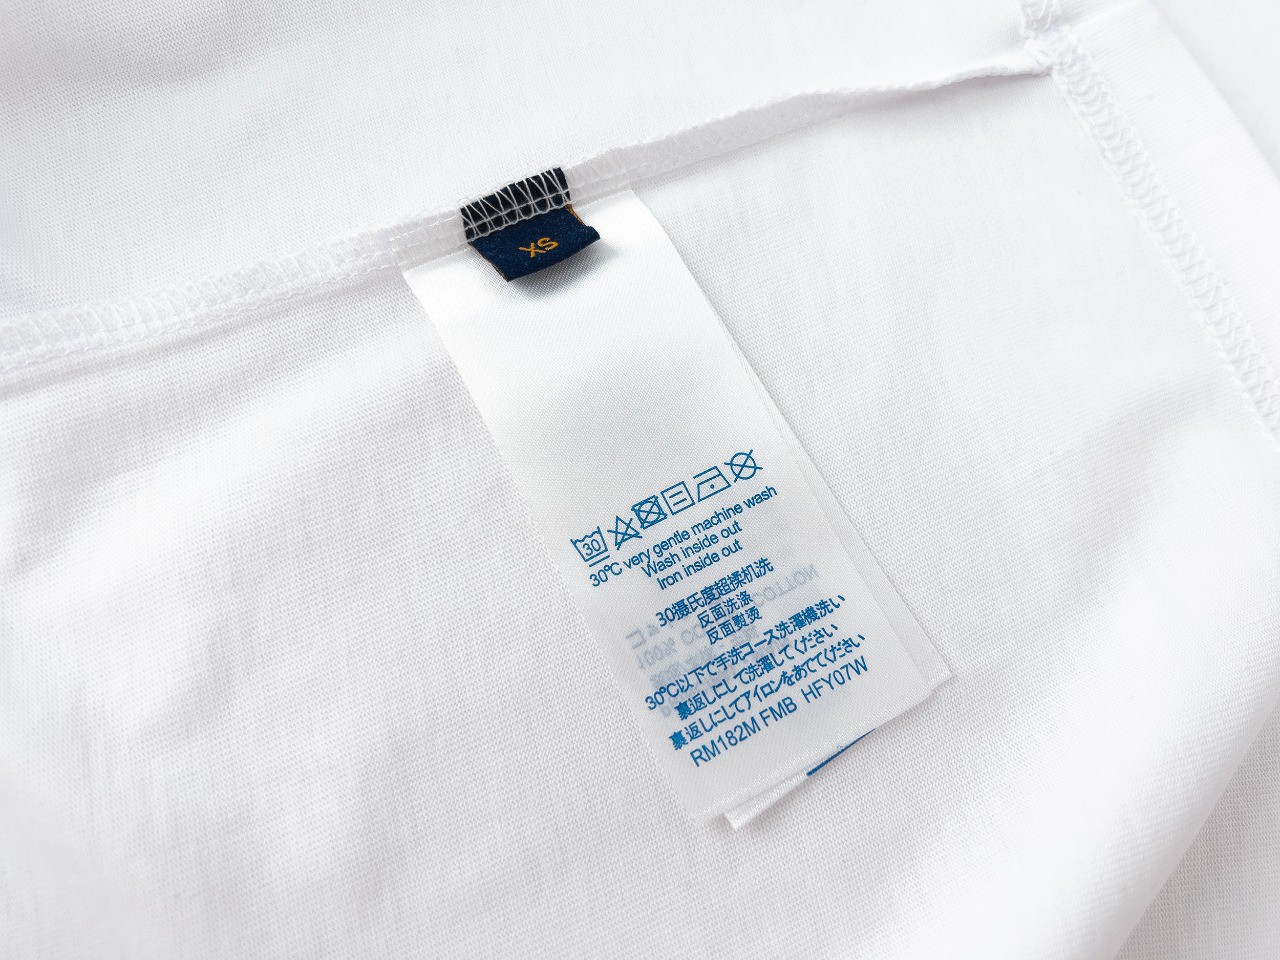 XS
30
30°C very gentle machine wash
Wash inside out
Iron inside out
30摄氏度超柔机洗
反面洗涤
反面熨烫
30°C以下で手洗コース洗濯機洗い
裏返しにして洗濯してください
裏返しにしてアイロンをあててください
RM182M FMB HFY07W